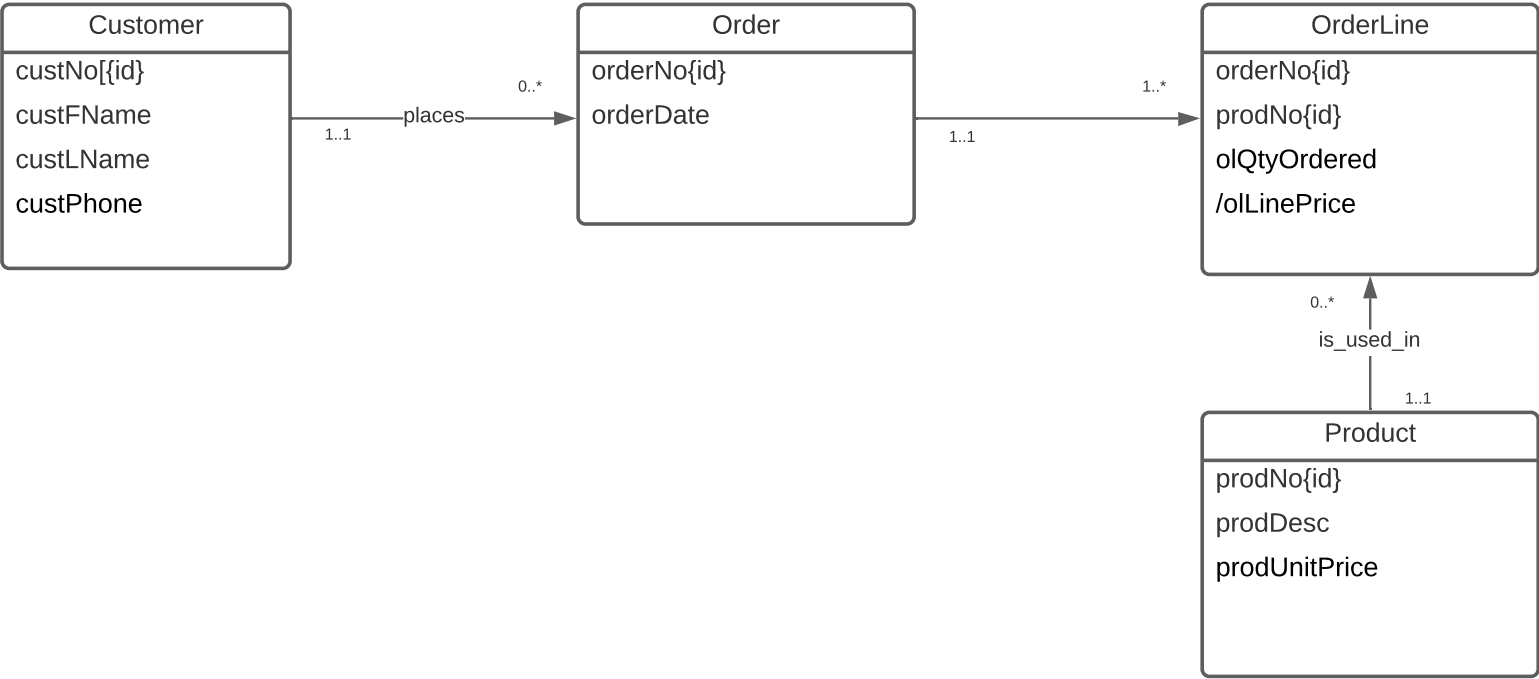 Customer
custNo[{id}
custFName
custLName
custPhone
places
1..1
0..*
Order
orderNo{id}
orderDate
1..1
1..*
OrderLine
orderNo{id}
prodNo{id}
olQtyOrdered
/olLinePrice
0..*
is_used_in
1..1
Product
prodNo{id}
prodDesc
prodUnitPrice